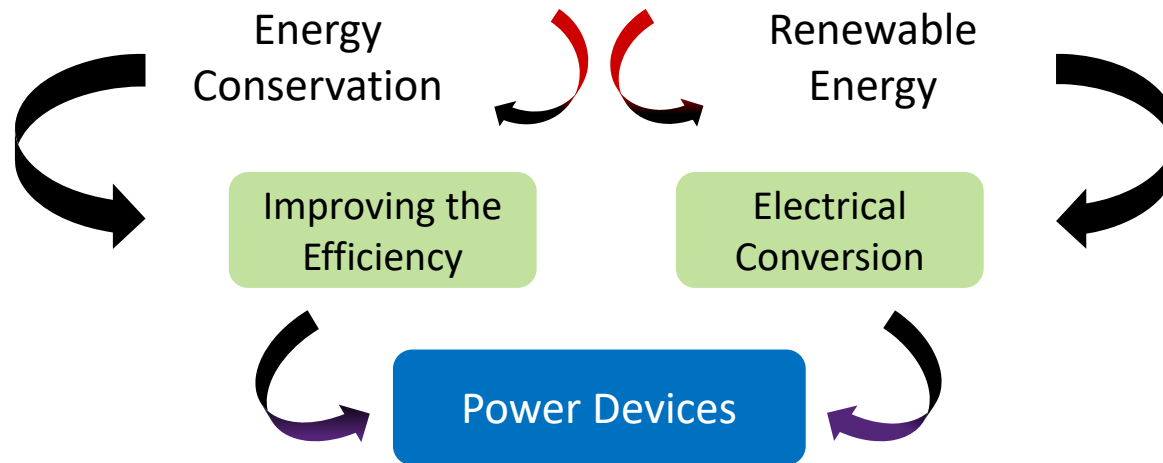 Energy
Conservation
Renewable
Energy
Improving the
Efficiency
Electrical
Conversion
Power Devices